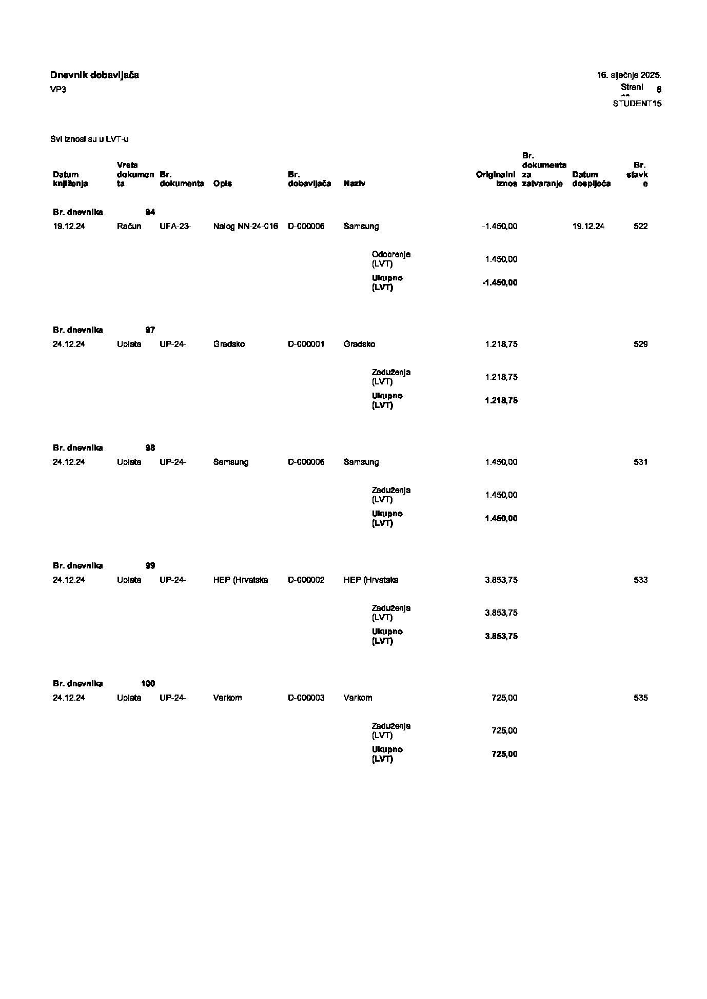 Dnevnik dobavljača
16. siječnja 2025.
VP3
Strani 8
STUDENT15
Svi iznosi su u LVT-u
Datum knjiženja Vrsta dokumen ta Br. dokumenta Opis Br. dobavljača Naziv Originalni iznos Br. dokumenta za zatvaranje Datum dospijeća Br. stavk e
Br. dnevnika 94
19.12.24 Račun UFA-23- Nalog NN-24-016 D-000006 Samsung -1.450,00 19.12.24 522
Odobrenje (LVT) 1.450,00
Ukupno (LVT) -1.450,00
Br. dnevnika 97
24.12.24 Uplata UP-24- Gradsko D-000001 Gradsko 1.218,75 529
Zaduženja (LVT) 1.218,75
Ukupno (LVT) 1.218,75
Br. dnevnika 98
24.12.24 Uplata UP-24- Samsung D-000006 Samsung 1.450,00 531
Zaduženja (LVT) 1.450,00
Ukupno (LVT) 1.450,00
Br. dnevnika 99
24.12.24 Uplata UP-24- HEP (Hrvatska D-000002 HEP (Hrvatska 3.853,75 533
Zaduženja (LVT) 3.853,75
Ukupno (LVT) 3.853,75
Br. dnevnika 100
24.12.24 Uplata UP-24- Varkom D-000003 Varkom 725,00 535
Zaduženja (LVT) 725,00
Ukupno (LVT) 725,00